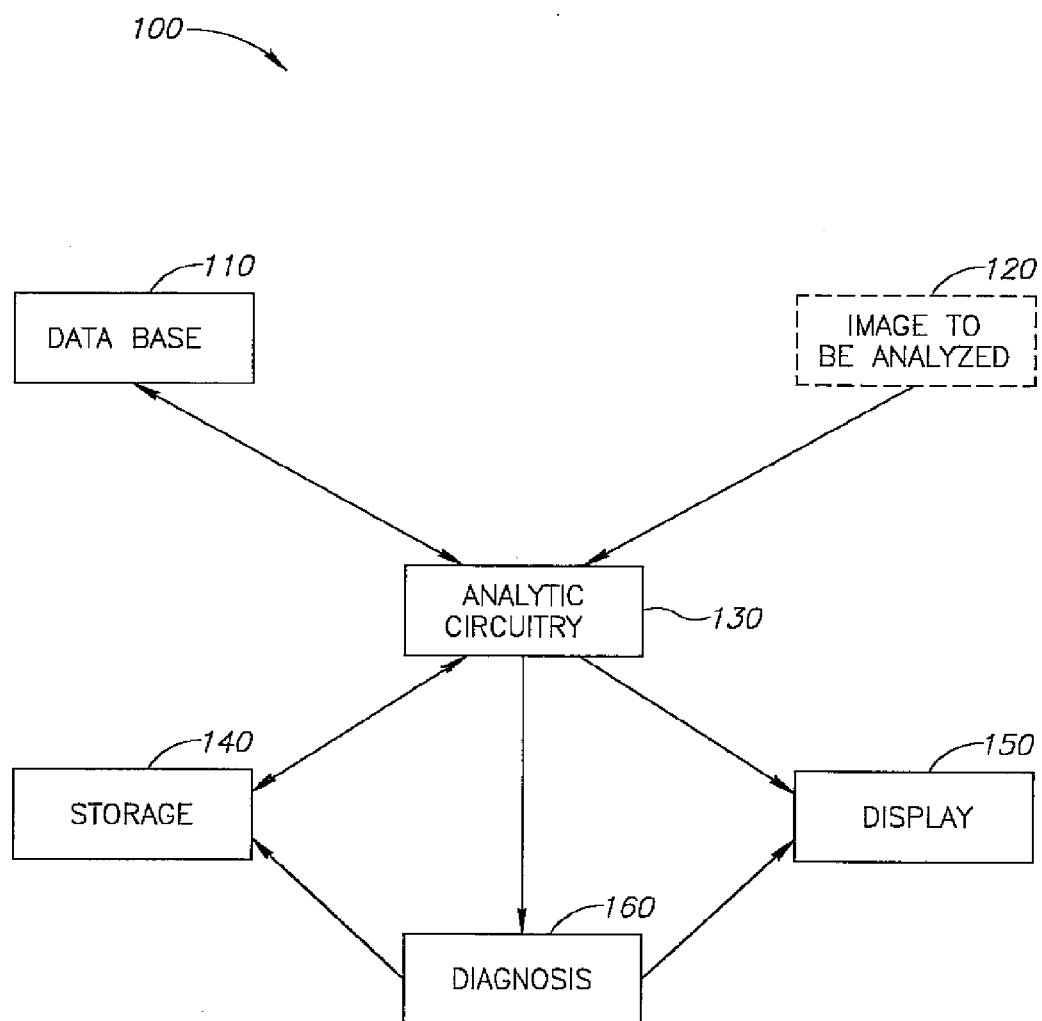 100
110
120
DATA BASE
IMAGE TO
BE ANALYZED
ANALYTIC
CIRCUITRY
130
140
150
STORAGE
DISPLAY
160
DIAGNOSIS